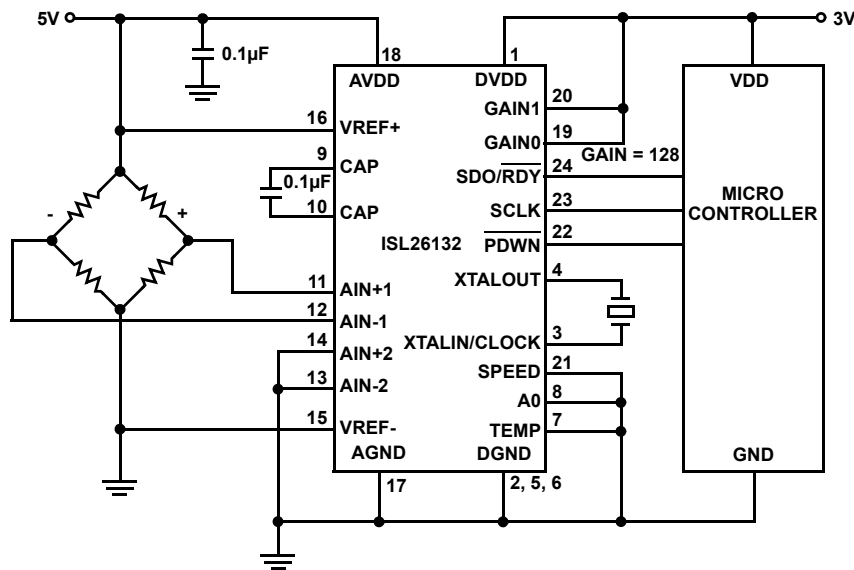 5V
3V
0.1µF
18
1
AVDD
DVDD
VDD
16
VREF+
GAIN1
20
GAIN0
19
GAIN = 128
9
CAP
0.1µF
SDO/RDY
24
10
CAP
SCLK
23
MICRO
CONTROLLER
-
+
ISL26132
PDWN
22
11
AIN+1
XTALOUT
4
12
AIN-1
14
AIN+2
XTALIN/CLOCK
3
13
AIN-2
SPEED
21
A0
8
15
VREF-
TEMP
7
AGND
DGND
GND
17
2, 5, 6